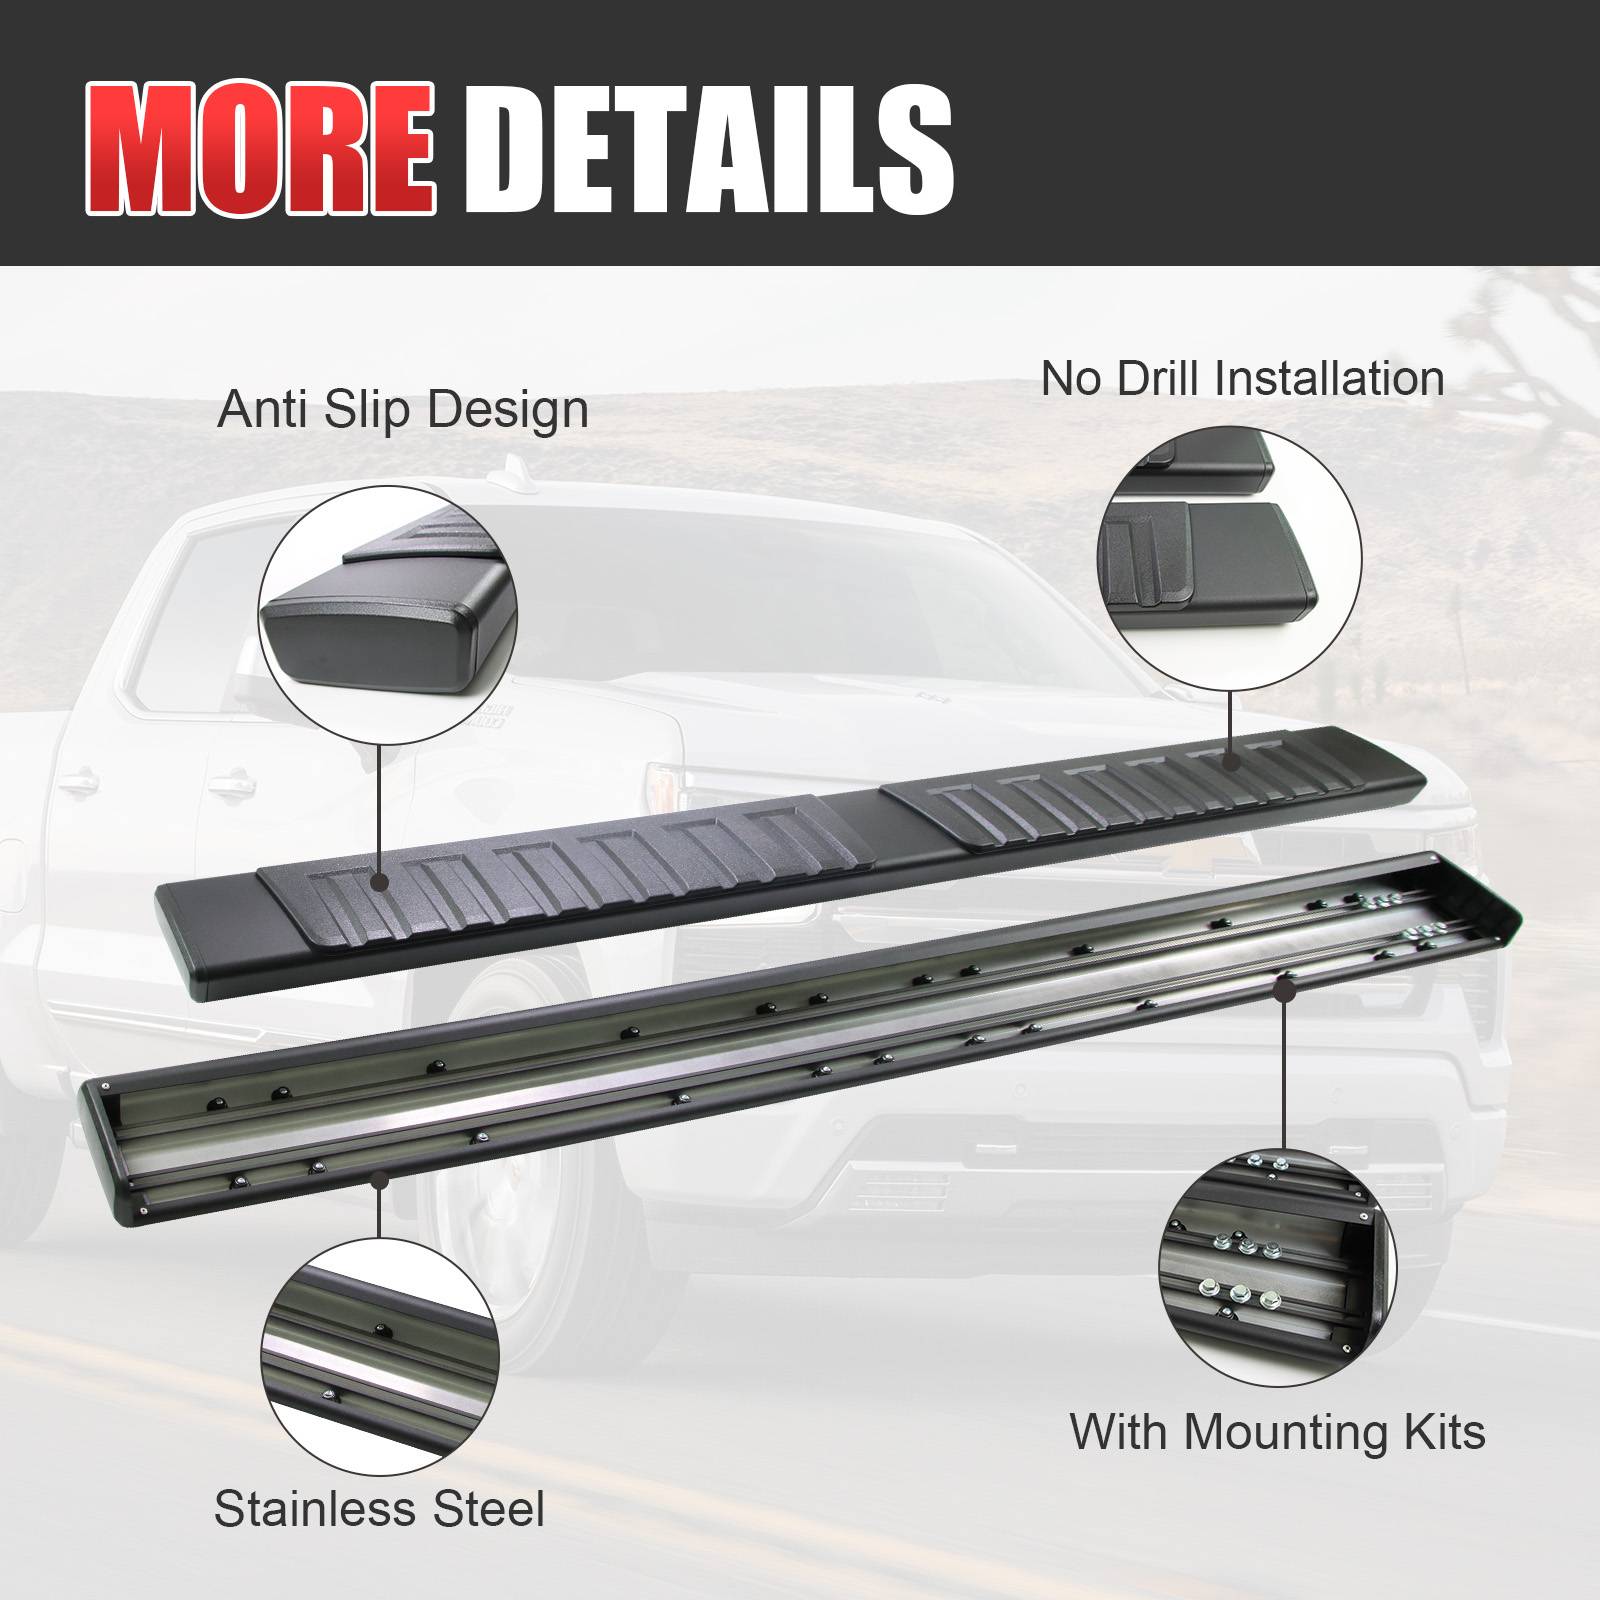 MORE DETAILS
Anti Slip Design
No Drill Installation
With Mounting Kits
Stainless Steel